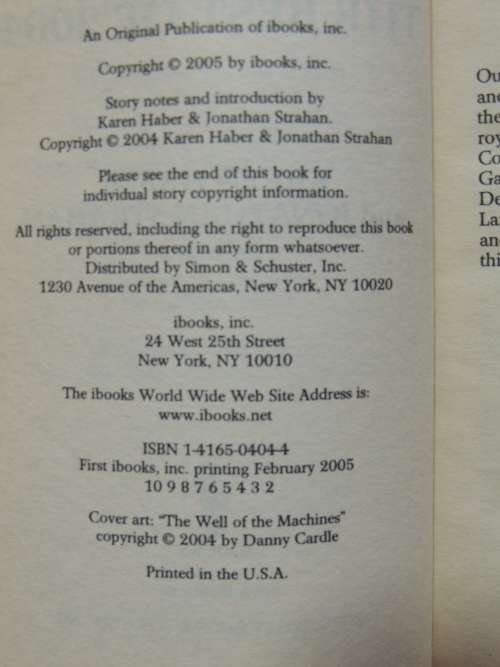 An Original Publication of ibooks, inc.
Copyright © 2005 by ibooks, inc.
Story notes and introduction by
Karen Haber & Jonathan Strahan.
Copyright © 2004 Karen Haber & Jonathan Strahan
Please see the end of this book for
individual story copyright information.
All rights reserved, including the right to reproduce this book
or portions thereof in any form whatsoever.
Distributed by Simon & Schuster, Inc.
1230 Avenue of the Americas, New York, NY 10020
ibooks, inc.
24 West 25th Street
New York, NY 10010
The ibooks World Wide Web Site Address is:
www.ibooks.net
ISBN 1-4165-0404-4
First ibooks, inc. printing February 2005
10 9 8 7 6 5 4 3 2
Cover art: "The Well of the Machines"
copyright © 2004 by Danny Cardle
Printed in the U.S.A.